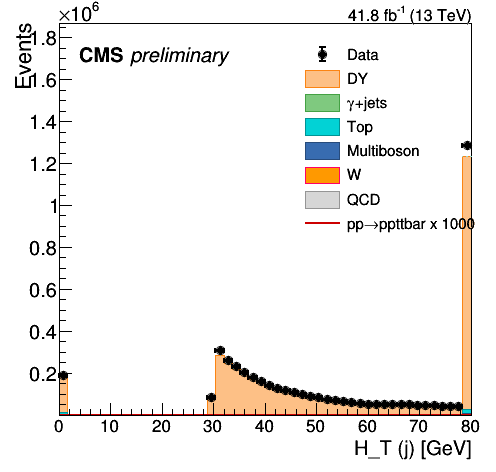 ×10⁶
41.8 fb⁻¹ (13 TeV)
Events
CMS preliminary
Data
DY
γ+jets
Top
Multiboson
W
QCD
pp→ppttbar x 1000
1.8
1.6
1.4
1.2
1
0.8
0.6
0.4
0.2
0 10 20 30 40 50 60 70 80
H_T (j) [GeV]